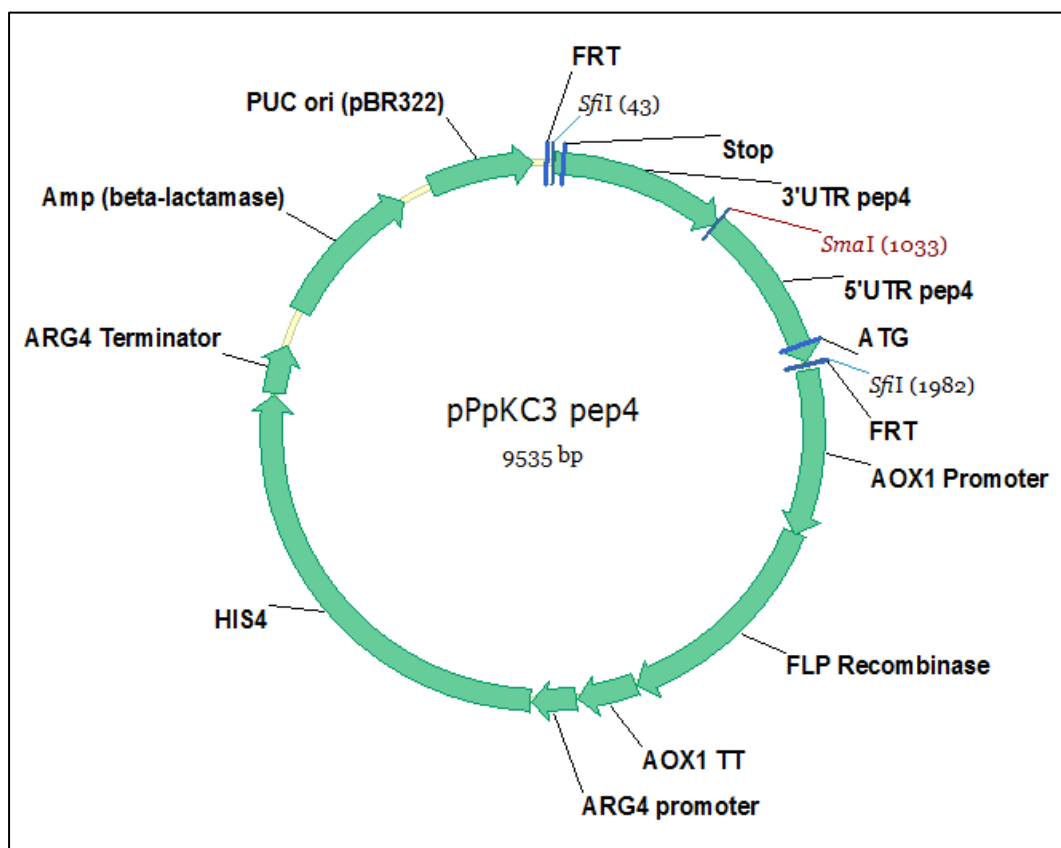 FRT
SfiI (43)
PUC ori (pBR322)
Stop
Amp (beta-lactamase)
3'UTR pep4
SmaI (1033)
5'UTR pep4
ARG4 Terminator
ATG
SfiI (1982)
pPpKC3 pep4
FRT
9535 bp
AOX1 Promoter
HIS4
FLP Recombinase
AOX1 TT
ARG4 promoter